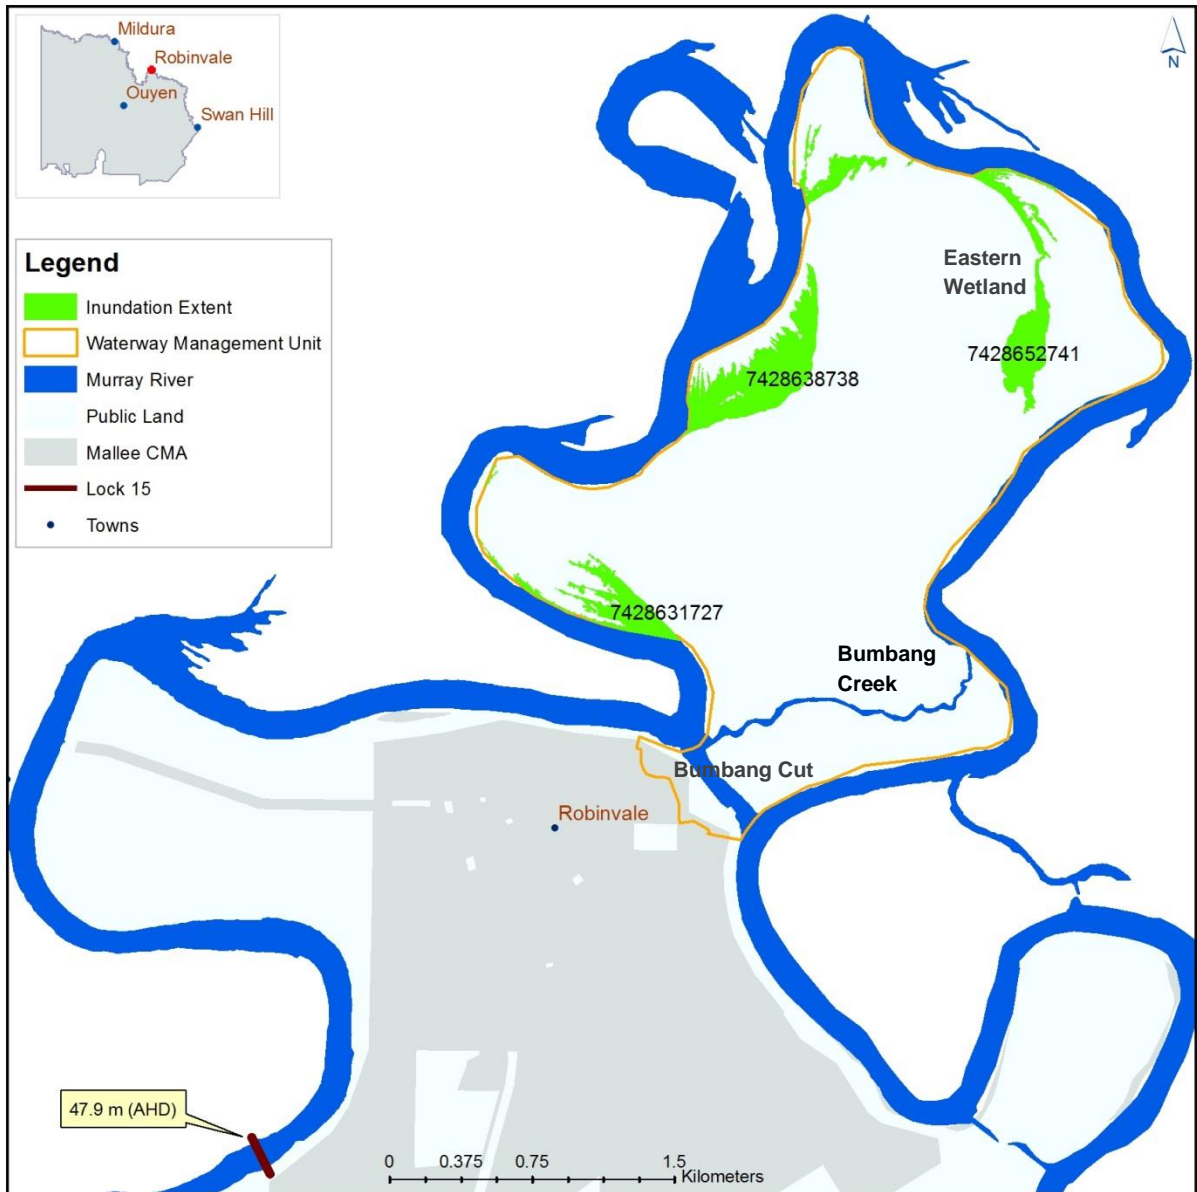 Mildura
Robinvale
Ouyen
Swan Hill
N
Legend
Inundation Extent
Waterway Management Unit
Murray River
Public Land
Mallee CMA
Lock 15
Towns
Eastern
Wetland
7428652741
7428638738
7428631727
Bumbang
Creek
Bumbang Cut
Robinvale
47.9 m (AHD)
0 0.375 0.75 1.5
Kilometers